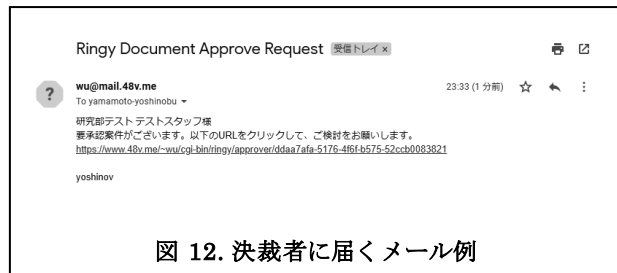 Ringy Document Approve Request 受信トレイ ×
wu@mail.48v.me 23:33 (1 分前)
To yamamoto-yoshinobu
研究部テスト テストスタッフ様
要承認案件がございます。以下のURLをクリックして、ご検討をお願いします。
https://www.48v.me/~wu/cgi-bin/ringy/approver/ddaa7afa-5176-4f6f-b575-52ccb0083821
yoshinov
図 12. 決裁者に届くメール例